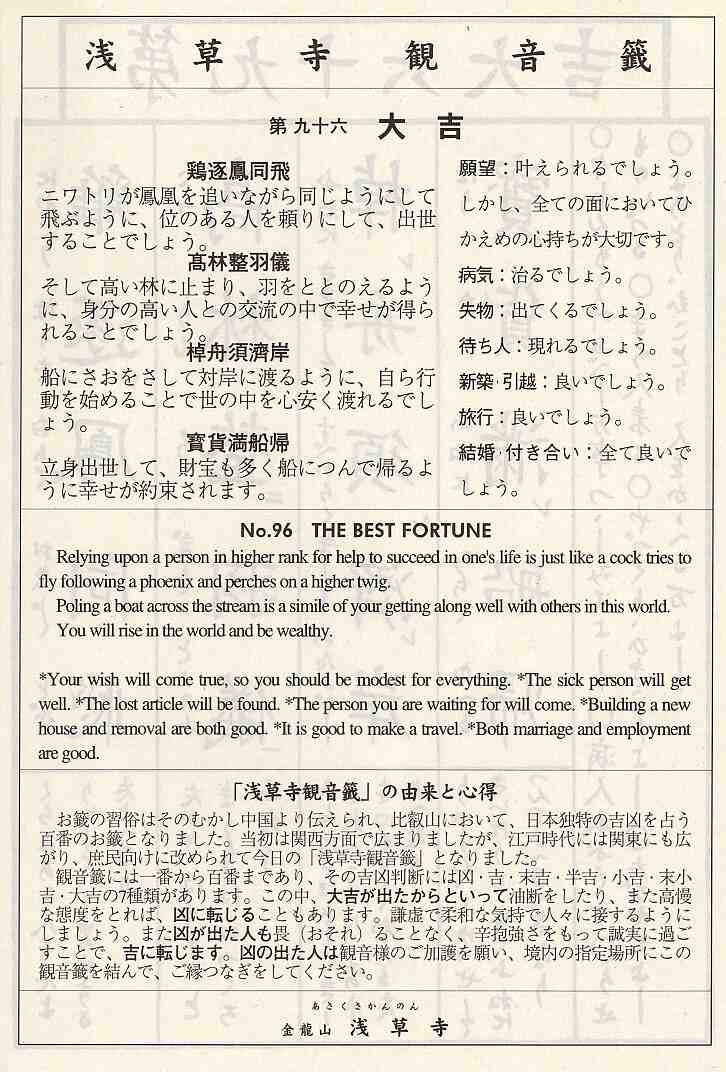 浅草寺観音籤
第九十六 大吉
鶏逐鳳同飛
ニワトリが鳳凰を追いながら同じようにして
飛ぶように、位のある人を頼りにして、出世
することでしょう。
髙林整羽儀
そして高い林に止まり、羽をととのえるよう
に、身分の高い人との交流の中で幸せが得ら
れることでしょう。
棹舟須濟岸
船にさおをさして対岸に渡るように、自ら行
動を始めることで世の中を心安く渡れるでし
ょう。
寳貨満船帰
立身出世して、財宝も多く船につんで帰るよ
うに幸せが約束されます。
願望：叶えられるでしょう。
しかし、全ての面においてひ
かえめの心持ちが大切です。
病気：治るでしょう。
失物：出てくるでしょう。
待ち人：現れるでしょう。
新築・引越：良いでしょう。
旅行：良いでしょう。
結婚・付き合い：全て良いで
しょう。
No.96 THE BEST FORTUNE
Relying upon a person in higher rank for help to succeed in one's life is just like a cock tries to
fly following a phoenix and perches on a higher twig.
Poling a boat across the stream is a simile of your getting along well with others in this world.
You will rise in the world and be wealthy.
*Your wish will come true, so you should be modest for everything. *The sick person will get
well. *The lost article will be found. *The person you are waiting for will come. *Building a new
house and removal are both good. *It is good to make a travel. *Both marriage and employment
are good.
「浅草寺観音籤」の由来と心得
お籤の習俗はそのむかし中国より伝えられ、比叡山において、日本独特の吉凶を占う
百番のお籤となりました。当初は関西方面で広まりましたが、江戸時代には関東にも広
がり、庶民向けに改められて今日の「浅草寺観音籤」となりました。
観音籤には一番から百番まであり、その吉凶判断には凶・吉・末吉・半吉・小吉・末小
吉・大吉の7種類があります。この中、大吉が出たからといって油断をしたり、また高慢
な態度をとれば、凶に転じることもあります。謙虚で柔和な気持で人々に接するように
しましょう。また凶が出た人も畏（おそれ）ることなく、辛抱強さをもって誠実に過ご
すことで、吉に転じます。凶の出た人は観音様のご加護を願い、境内の指定場所にこの
観音籤を結んで、ご縁つなぎをしてください。
あさくさかんのん
金龍山 浅草寺